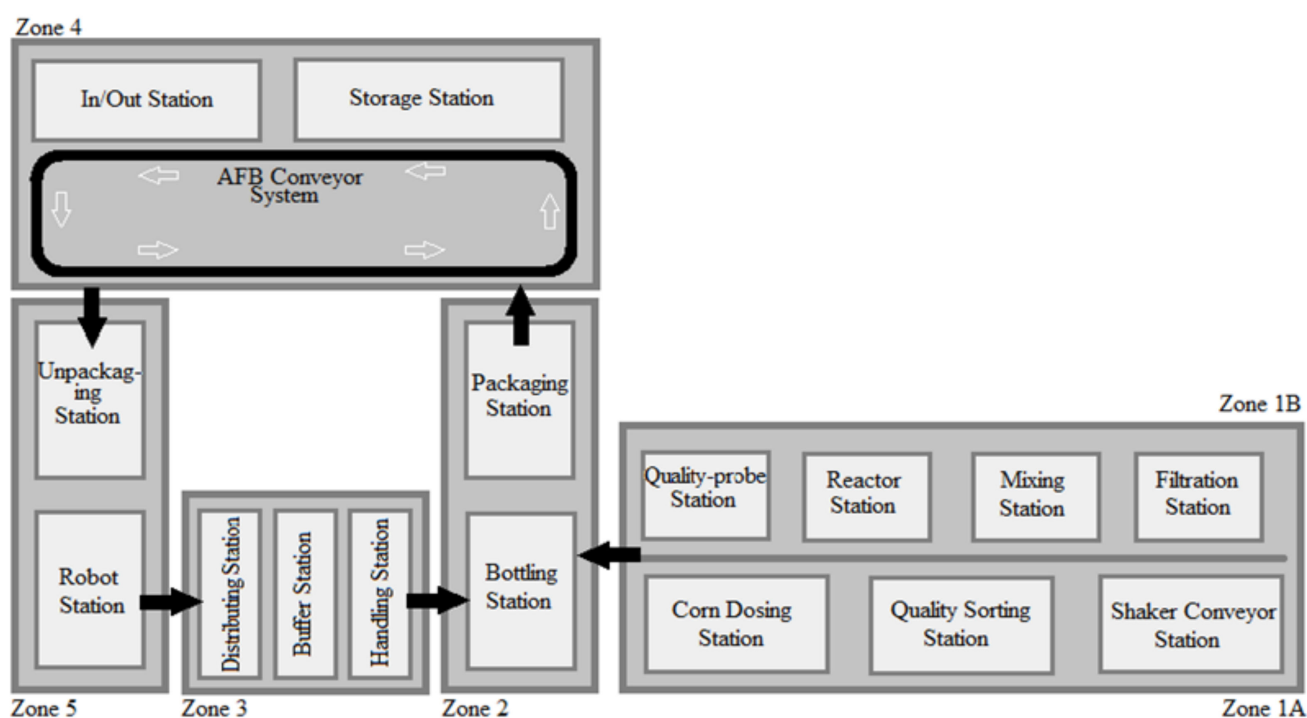 Zone 4
In/Out Station
Storage Station
AFB Conveyor
System
Unpackag-
ing
Station
Packaging
Station
Zone 1B
Quality-probe
Station
Reactor
Station
Mixing
Station
Filtration
Station
Robot
Station
Distributing Station
Buffer Station
Handling Station
Bottling
Station
Corn Dosing
Station
Quality Sorting
Station
Shaker Conveyor
Station
Zone 5
Zone 3
Zone 2
Zone 1A